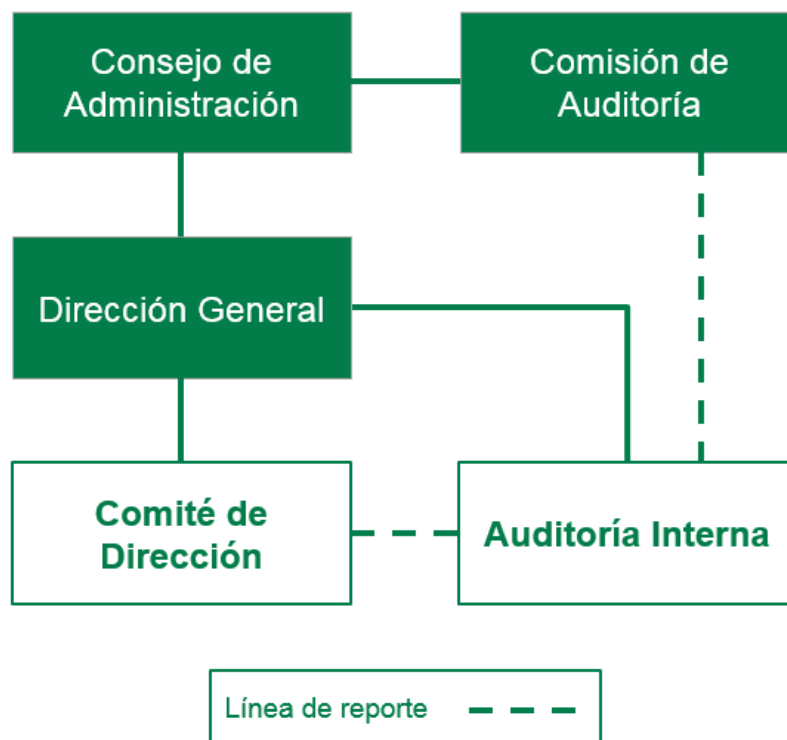 Consejo de
Administración
Comisión de
Auditoría
Dirección General
Comité de
Dirección
Auditoría Interna
Línea de reporte